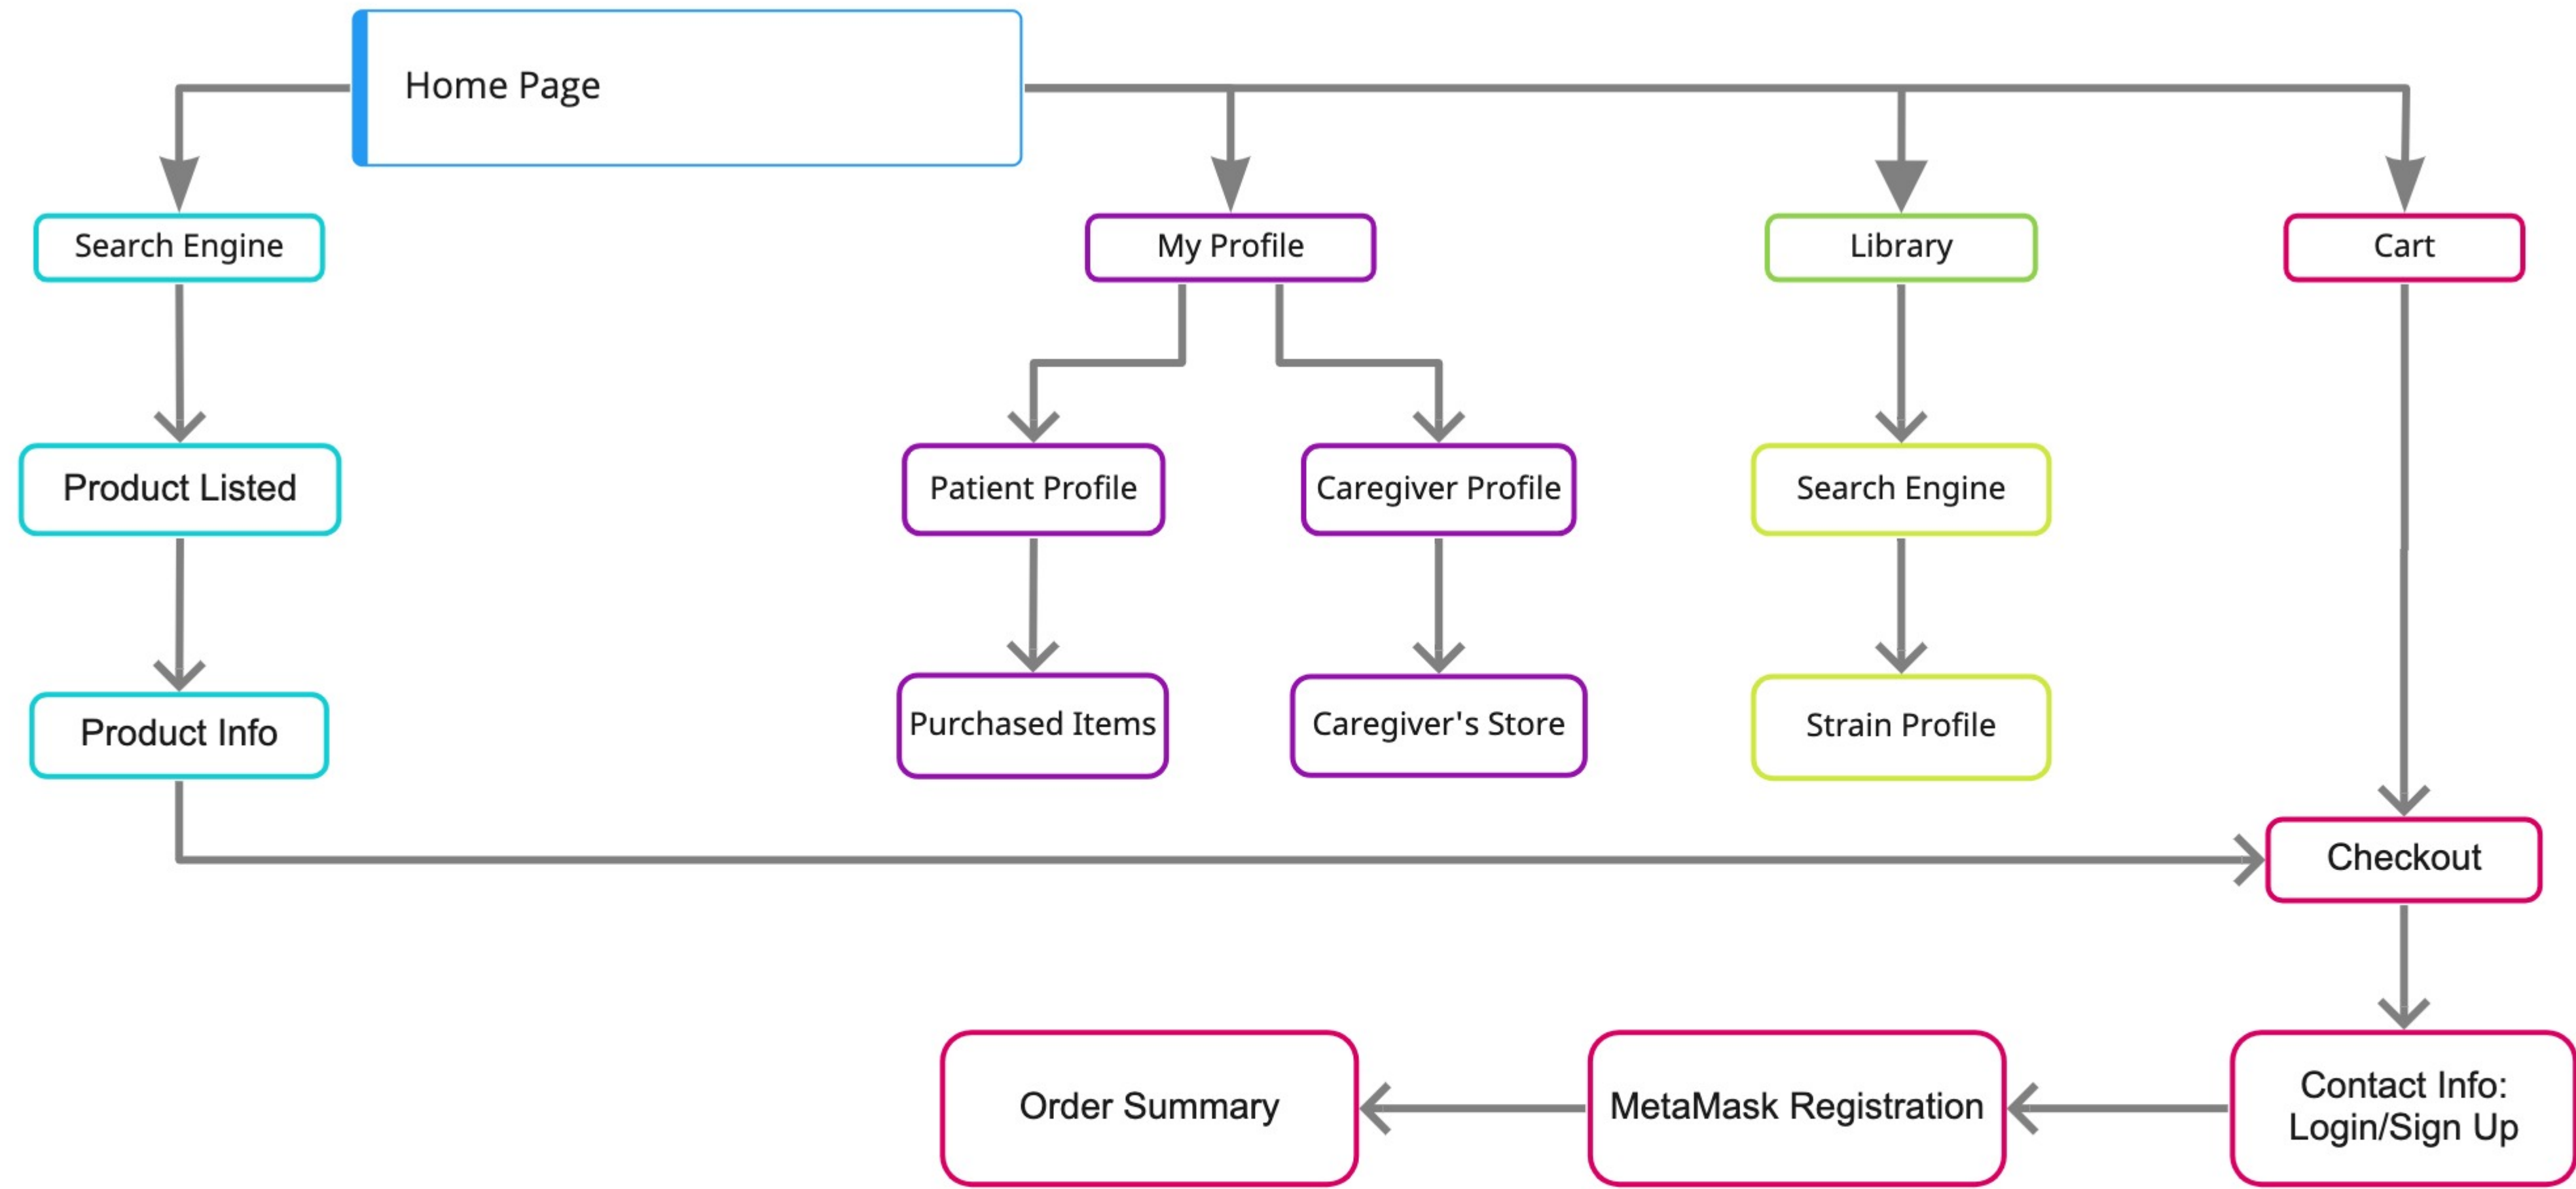 Home Page
Search Engine
My Profile
Library
Cart
Product Listed
Patient Profile
Caregiver Profile
Search Engine
Product Info
Purchased Items
Caregiver's Store
Strain Profile
Checkout
Order Summary
MetaMask Registration
Contact Info:
Login/Sign Up